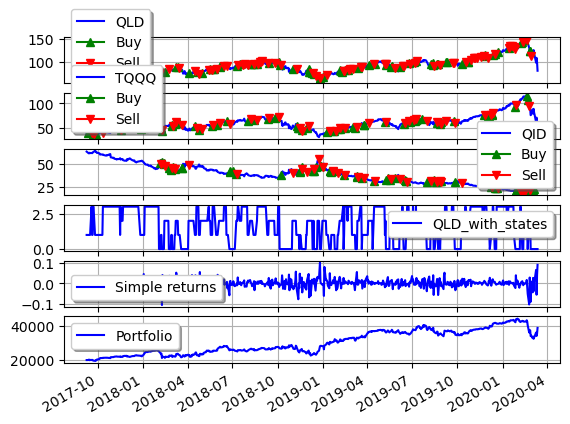 QLD
Buy
Sell
150
100
TQQQ
Buy
Sell
100
50
QID
Buy
Sell
50
25
QLD_with_states
2.5
0.0
Simple returns
0.1
0.0
−0.1
Portfolio
40000
20000
2017-10 2018-01 2018-04 2018-07 2018-10 2019-01 2019-04 2019-07 2019-10 2020-01 2020-04